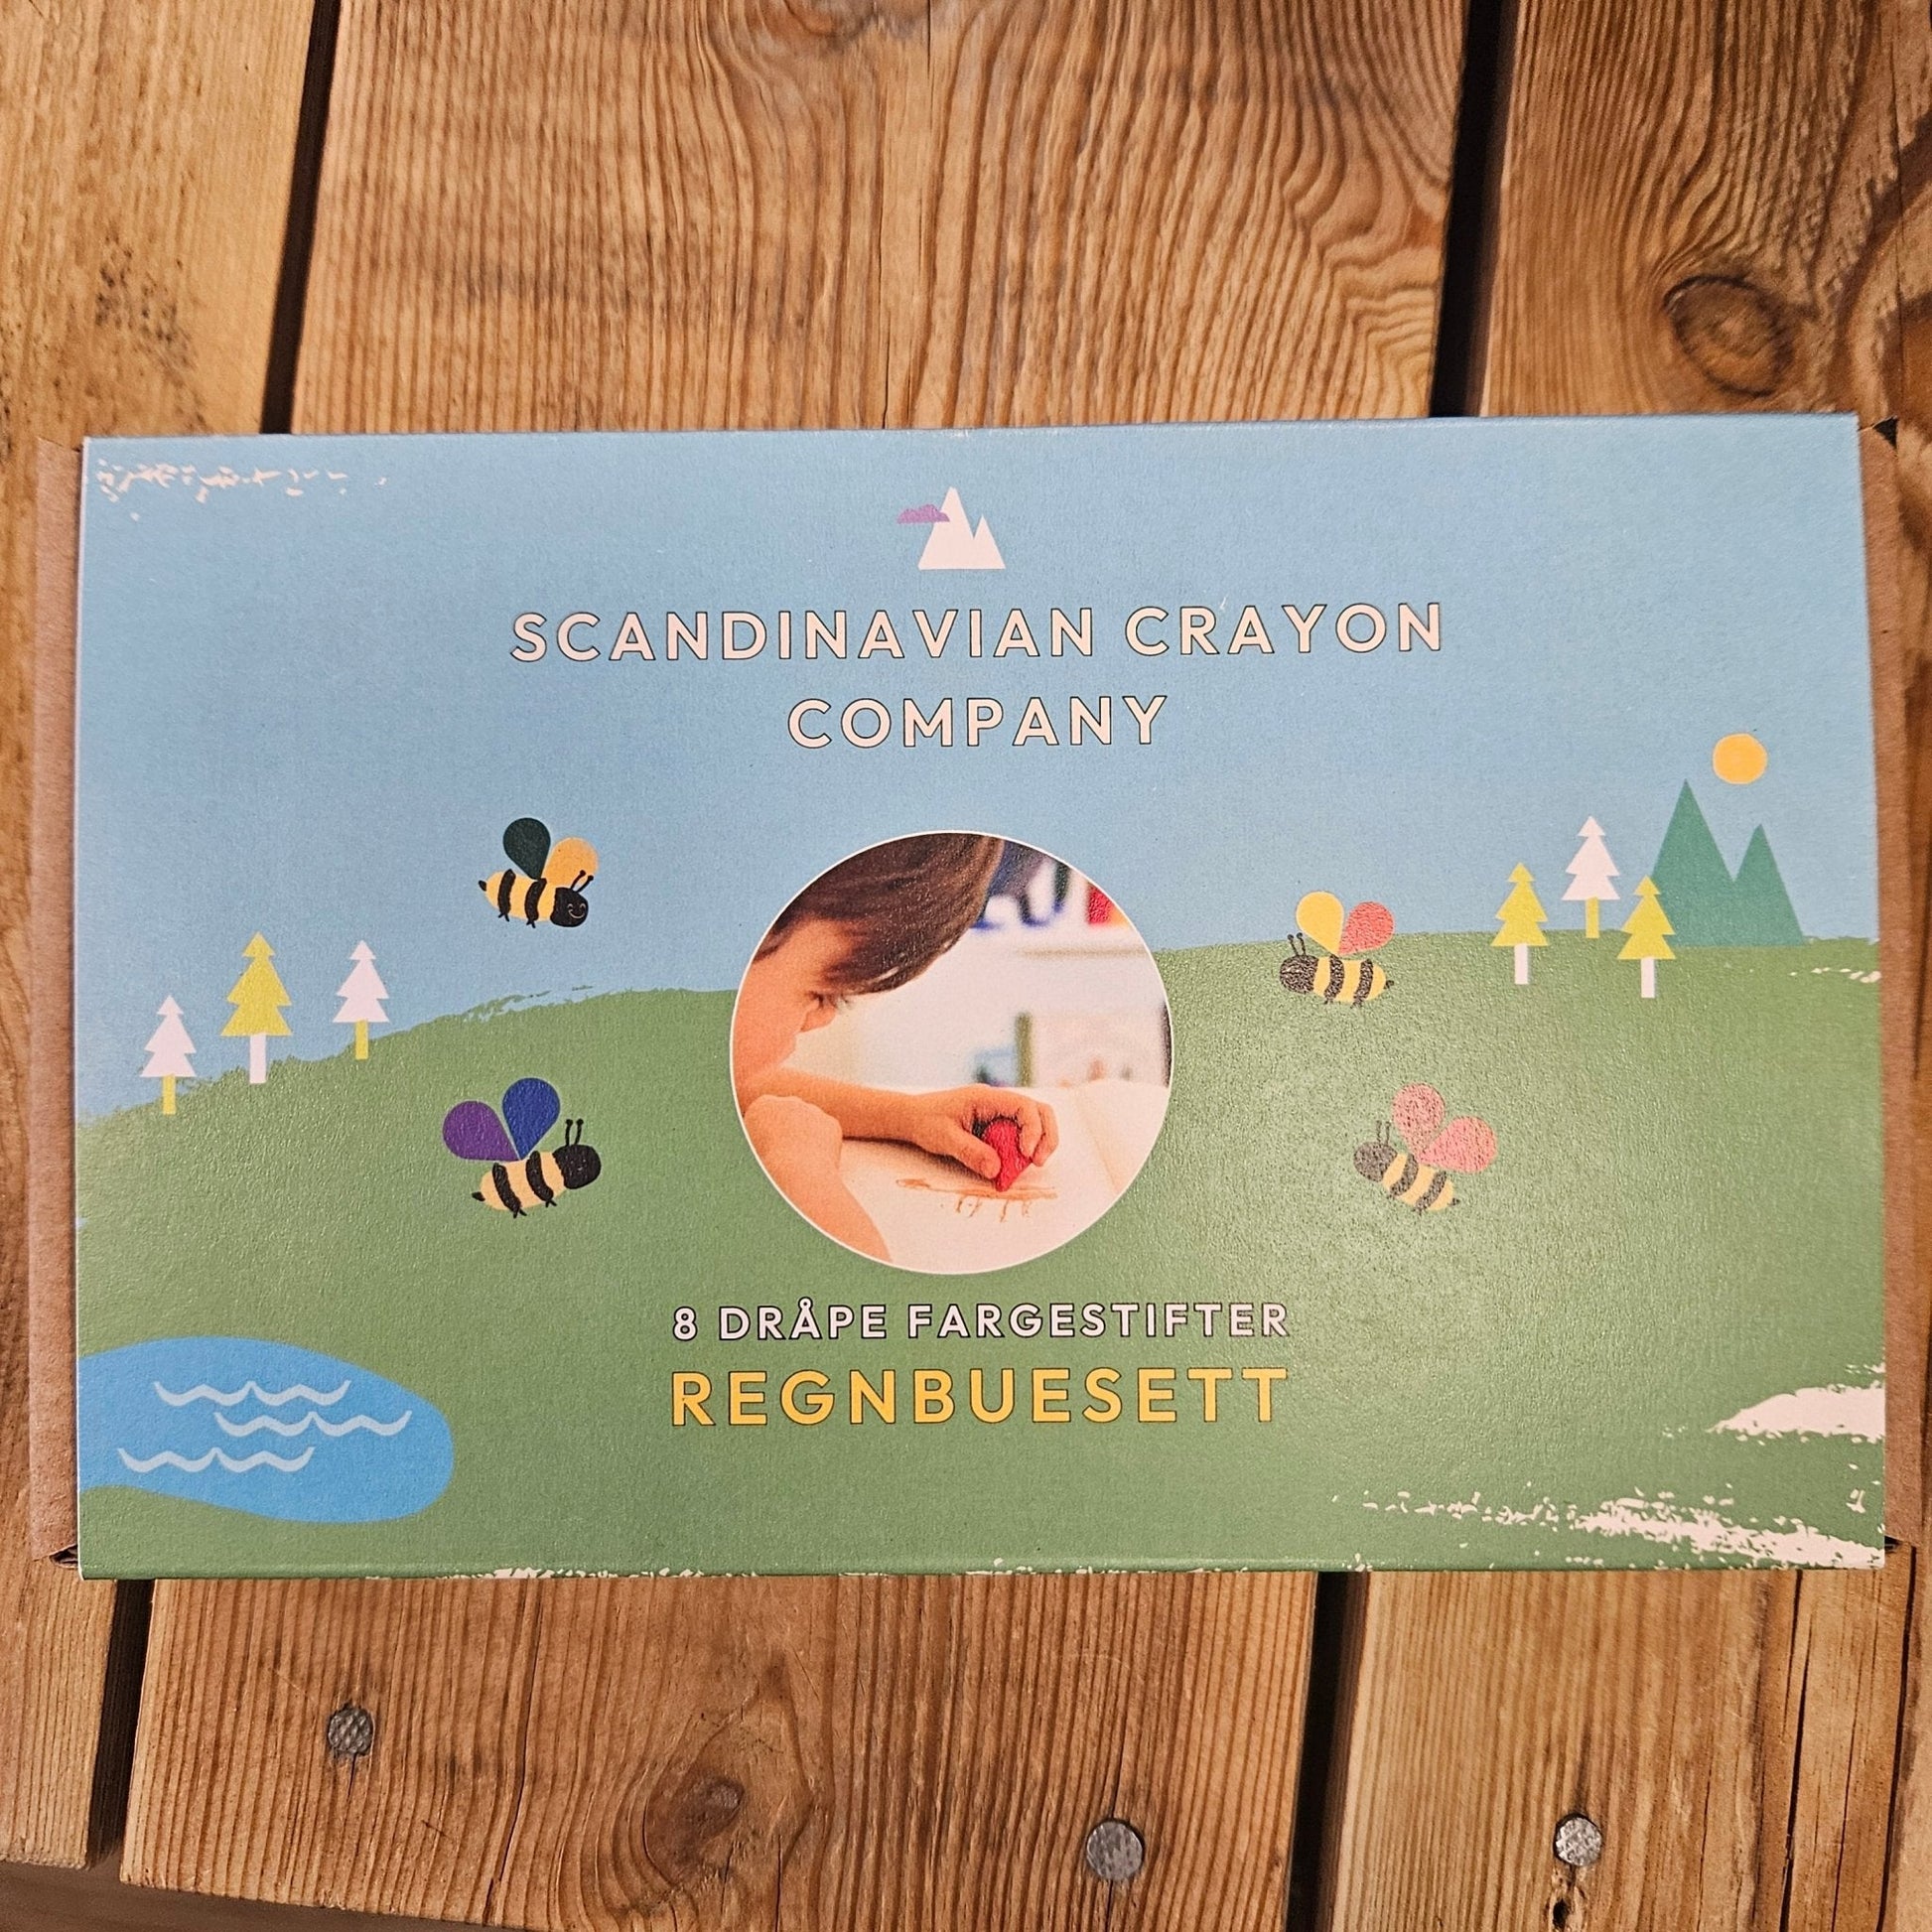 SCANDINAVIAN CRAYON
COMPANY
8 DRÅPE FARGESTIFTER
REGNBUESETT